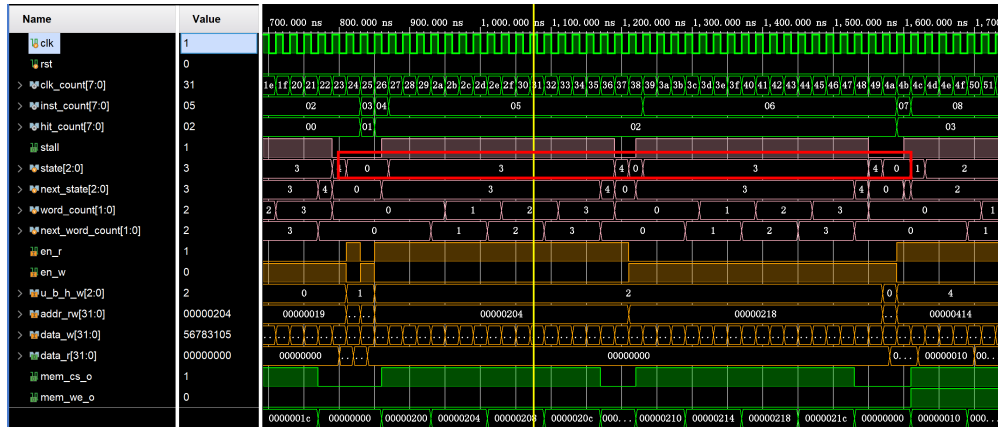 Name Value 700.000 ns 800.000 ns 900.000 ns 1,000.000 ns 1,100.000 ns 1,200.000 ns 1,300.000 ns 1,400.000 ns 1,500.000 ns 1,600.000 ns 1,70
clk 1
rst 0
clk_count[7:0] 31 1e 1f 20 21 22 23 24 25 26 27 28 29 2a 2b 2c 2d 2e 2f 30 31 32 33 34 35 36 37 38 39 3a 3b 3c 3d 3e 3f 40 41 42 43 44 45 46 47 48 49 4a 4b 4c 4d 4e 4f 50 51
inst_count[7:0] 05 02 03 04 05 06 07 08
hit_count[7:0] 02 00 01 02 03
stall 1
state[2:0] 3 3 4 0 3 4 0 3 4 0 1 2
next_state[2:0] 3 3 4 0 3 4 0 3 4 0 2
word_count[1:0] 2 2 3 0 1 2 3 0 1 2 3 0 1
next_word_count[1:0] 2 3 0 1 2 3 0 1 2 3 0 1
en_r 1
en_w 0
u_b_h_w[2:0] 2 0 1 2 0 4
addr_rw[31:0] 00000204 00000019 ... ... 00000204 00000218 ... 00000414
data_w[31:0] 56783105
data_r[31:0] 00000000 00000000 ... ... 00000000 0... 00000010 00...
mem_cs_o 1
mem_we_o 0
0000001c 00000000 00000200 00000204 00000208 0000020c 000... 00000210 00000214 00000218 0000021c 00000000 00000010 000...